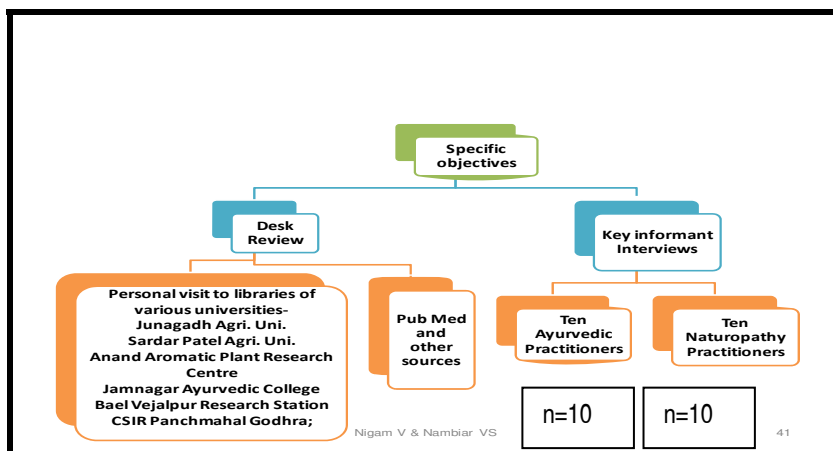 Specific
objectives
Desk
Review
Key informant
Interviews
Personal visit to libraries of
various universities-
Junagadh Agri. Uni.
Sardar Patel Agri. Uni.
Anand Aromatic Plant Research
Centre
Jamnagar Ayurvedic College
Bael Vejalpur Research Station
CSIR Panchmahal Godhra;
Pub Med
and
other
sources
Ten
Ayurvedic
Practitioners
Ten
Naturopathy
Practitioners
n=10
n=10
Nigam V & Nambiar VS
41